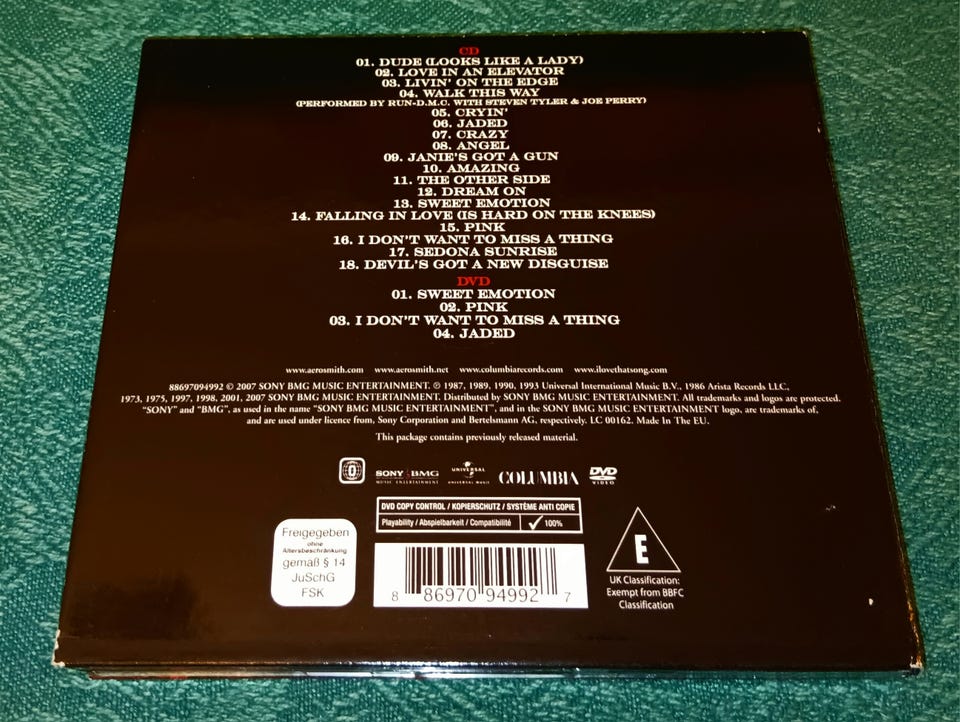 CD
01. DUDE (LOOKS LIKE A LADY)
02. LOVE IN AN ELEVATOR
03. LIVIN' ON THE EDGE
04. WALK THIS WAY
(PERFORMED BY RUN-D.M.C. WITH STEVEN TYLER & JOE PERRY)
05. CRYIN'
06. JADED
07. CRAZY
08. ANGEL
09. JANIE'S GOT A GUN
10. AMAZING
11. THE OTHER SIDE
12. DREAM ON
13. SWEET EMOTION
14. FALLING IN LOVE (IS HARD ON THE KNEES)
15. PINK
16. I DON'T WANT TO MISS A THING
17. SEDONA SUNRISE
18. DEVIL'S GOT A NEW DISGUISE
DVD
01. SWEET EMOTION
02. PINK
03. I DON'T WANT TO MISS A THING
04. JADED
www.aerosmith.com www.aerosmith.net www.columbiarecords.com www.ilovethatsong.com
88697094992 © 2007 SONY BMG MUSIC ENTERTAINMENT. ℗ 1987, 1989, 1990, 1993 Universal International Music B.V., 1986 Arista Records LLC,
1973, 1975, 1997, 1998, 2001, 2007 SONY BMG MUSIC ENTERTAINMENT. Distributed by SONY BMG MUSIC ENTERTAINMENT. All trademarks and logos are protected.
"SONY" and "BMG", as used in the name "SONY BMG MUSIC ENTERTAINMENT", and in the SONY BMG MUSIC ENTERTAINMENT logo, are trademarks of,
and are used under licence from, Sony Corporation and Bertelsmann AG, respectively. LC 00162. Made In The EU.
This package contains previously released material.
0 SONY BMG UNIVERSAL COLUMBIA DVD
MUSIC ENTERTAINMENT UNIVERSAL MUSIC VIDEO
DVD COPY CONTROL / KOPIERSCHUTZ / SYSTÈME ANTI COPIE
Playability / Abspielbarkeit / Compatibilité ✓ 100%
Freigegeben
ohne
Altersbeschränkung
gemäß § 14
JuSchG
FSK
8 86970 94992 7
E
UK Classification:
Exempt from BBFC
Classification